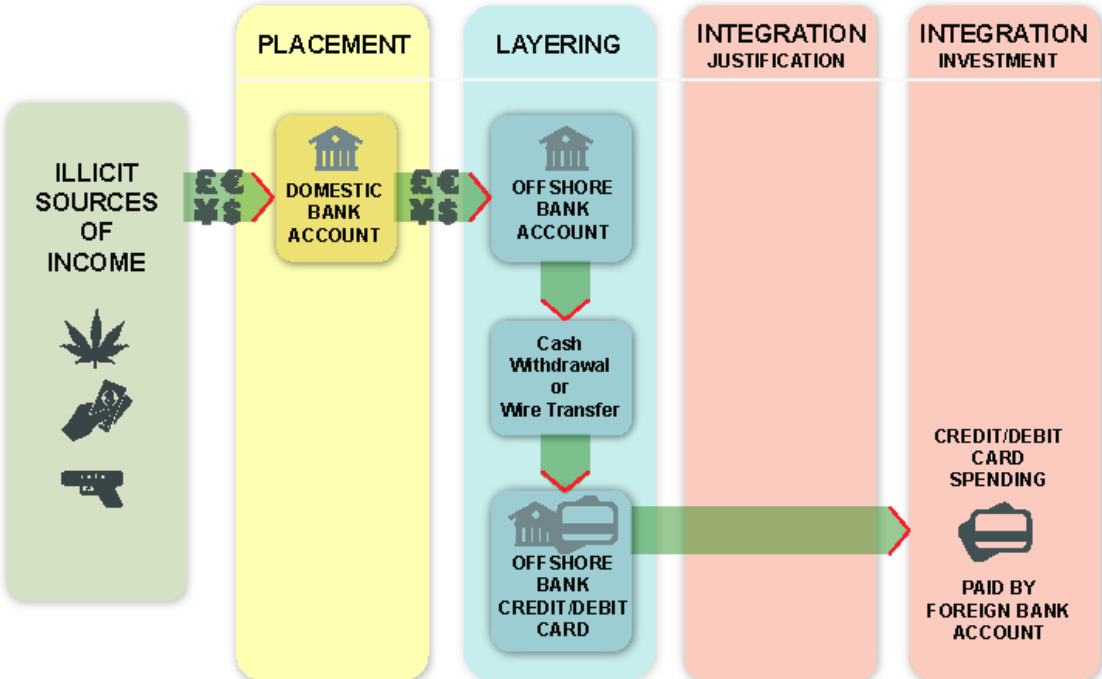 PLACEMENT
LAYERING
INTEGRATION
JUSTIFICATION
INTEGRATION
INVESTMENT
ILLICIT
SOURCES
OF
INCOME
£€
¥$
DOMESTIC
BANK
ACCOUNT
£€
¥$
OFFSHORE
BANK
ACCOUNT
Cash
Withdrawal
or
Wire Transfer
OFFSHORE
BANK
CREDIT/DEBIT
CARD
CREDIT/DEBIT
CARD
SPENDING
PAID BY
FOREIGN BANK
ACCOUNT